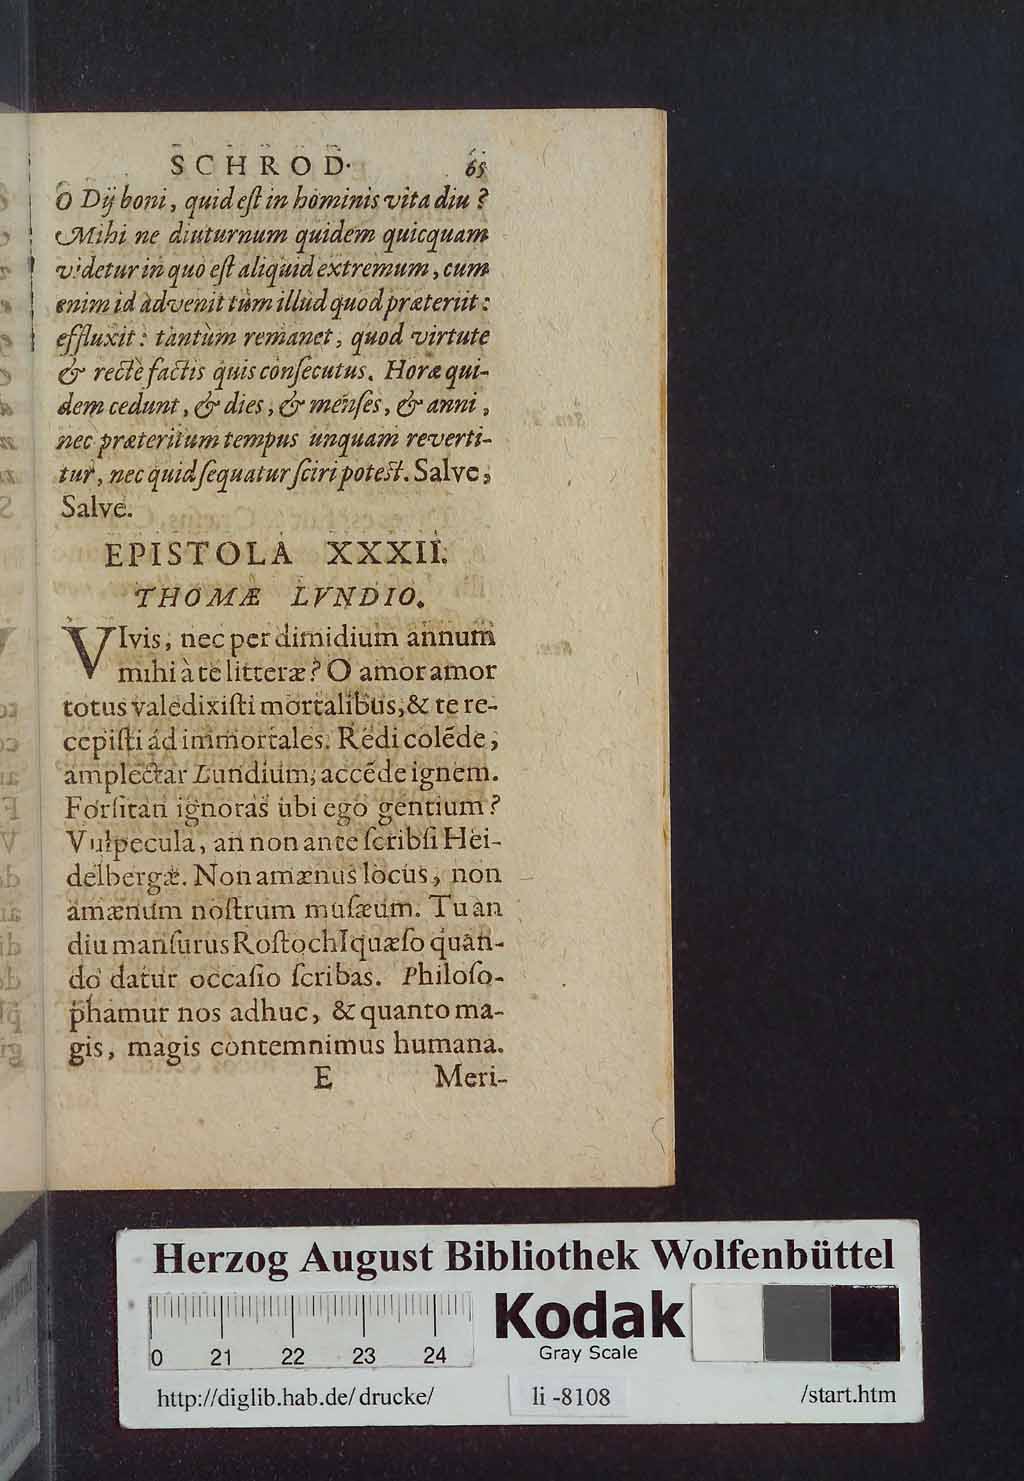 SCHROD. 65
O Dij boni, quid eſt in hominis vita diu?
Mihi ne diuturnum quidem quicquam
videtur in quo eſt aliquid extremum, cum
enim id advenit tùm illud quod præteriit:
effluxit: tantùm remanet, quod virtute
& rectè factis quis conſecutus. Horæ qui-
dem cedunt, & dies, & menſes, & anni,
nec præteritum tempus unquam reverti-
tur, nec quid ſequatur ſciri poteſt. Salve,
Salve.
EPISTOLA XXXII.
THOMÆ LVNDIO.
VIvis, nec per dimidium annum
mihi à te litteræ? O amor amor
totus valedixiſti mortalibus, & te re-
cepiſti ád immortales. Redi coléde,
amplectar Lundium, accéde ignem.
Forſitan ignoras ubi ego gentium?
Vulpecula, an non ante ſcribſi Hei-
delbergæ. Non amænus locus, non
amænum noſtrum muſæum. Tu an
diu manſurus RoſtochI quæſo quan-
do datur occaſio ſcribas. Philoſo-
phamur nos adhuc, & quanto ma-
gis, magis contemnimus humana.
E Meri-
Herzog August Bibliothek Wolfenbüttel
0 21 22 23 24
Kodak
Gray Scale
http://diglib.hab.de/drucke/ li -8108 /start.htm